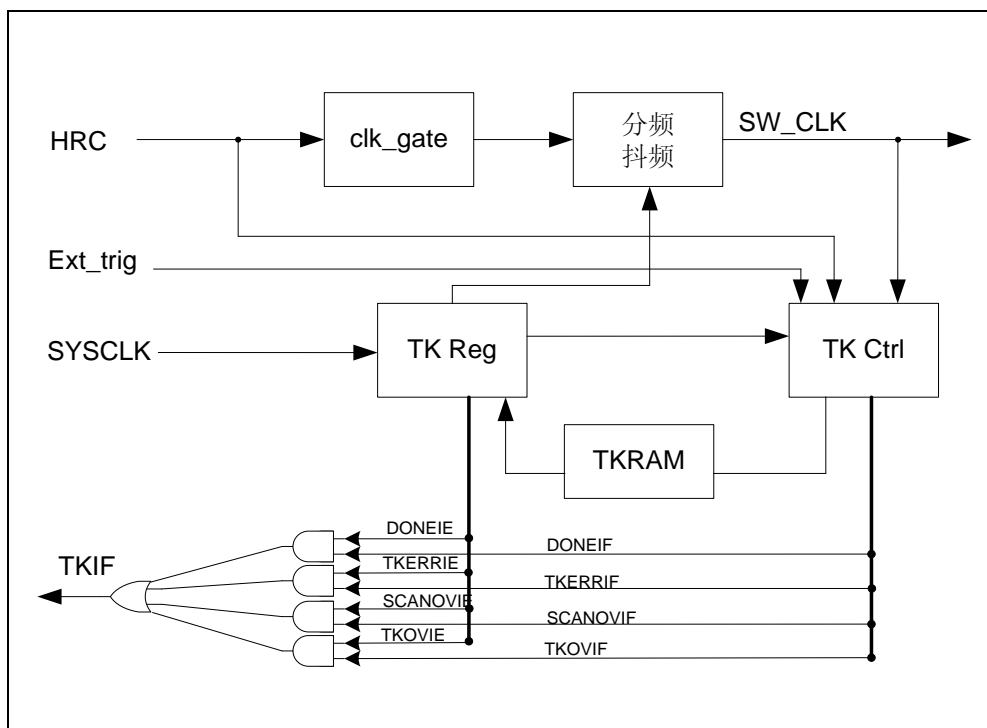 HRC
clk_gate
分频
抖频
SW_CLK
Ext_trig
SYSCLK
TK Reg
TK Ctrl
TKRAM
DONEIE
DONEIF
TKIF
TKERRIE
TKERRIF
SCANOVIE
SCANOVIF
TKOVIE
TKOVIF